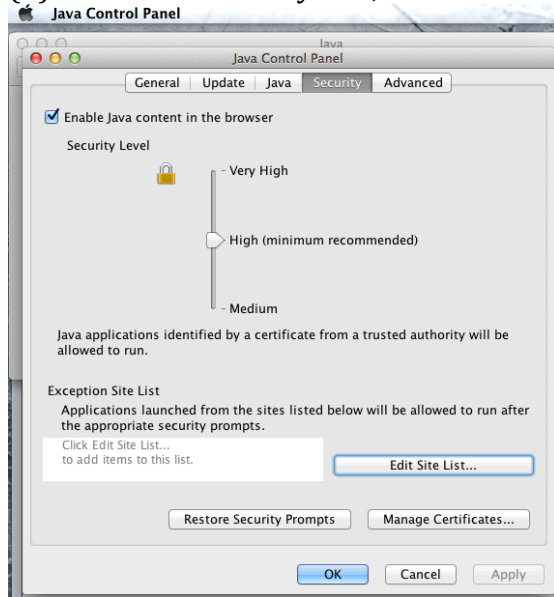 Java Control Panel
Java
Java Control Panel
General Update Java Security Advanced
Enable Java content in the browser
Security Level
- Very High
High (minimum recommended)
- Medium
Java applications identified by a certificate from a trusted authority will be
allowed to run.
Exception Site List
Applications launched from the sites listed below will be allowed to run after
the appropriate security prompts.
Click Edit Site List...
to add items to this list.
Edit Site List...
Restore Security Prompts Manage Certificates...
OK Cancel Apply